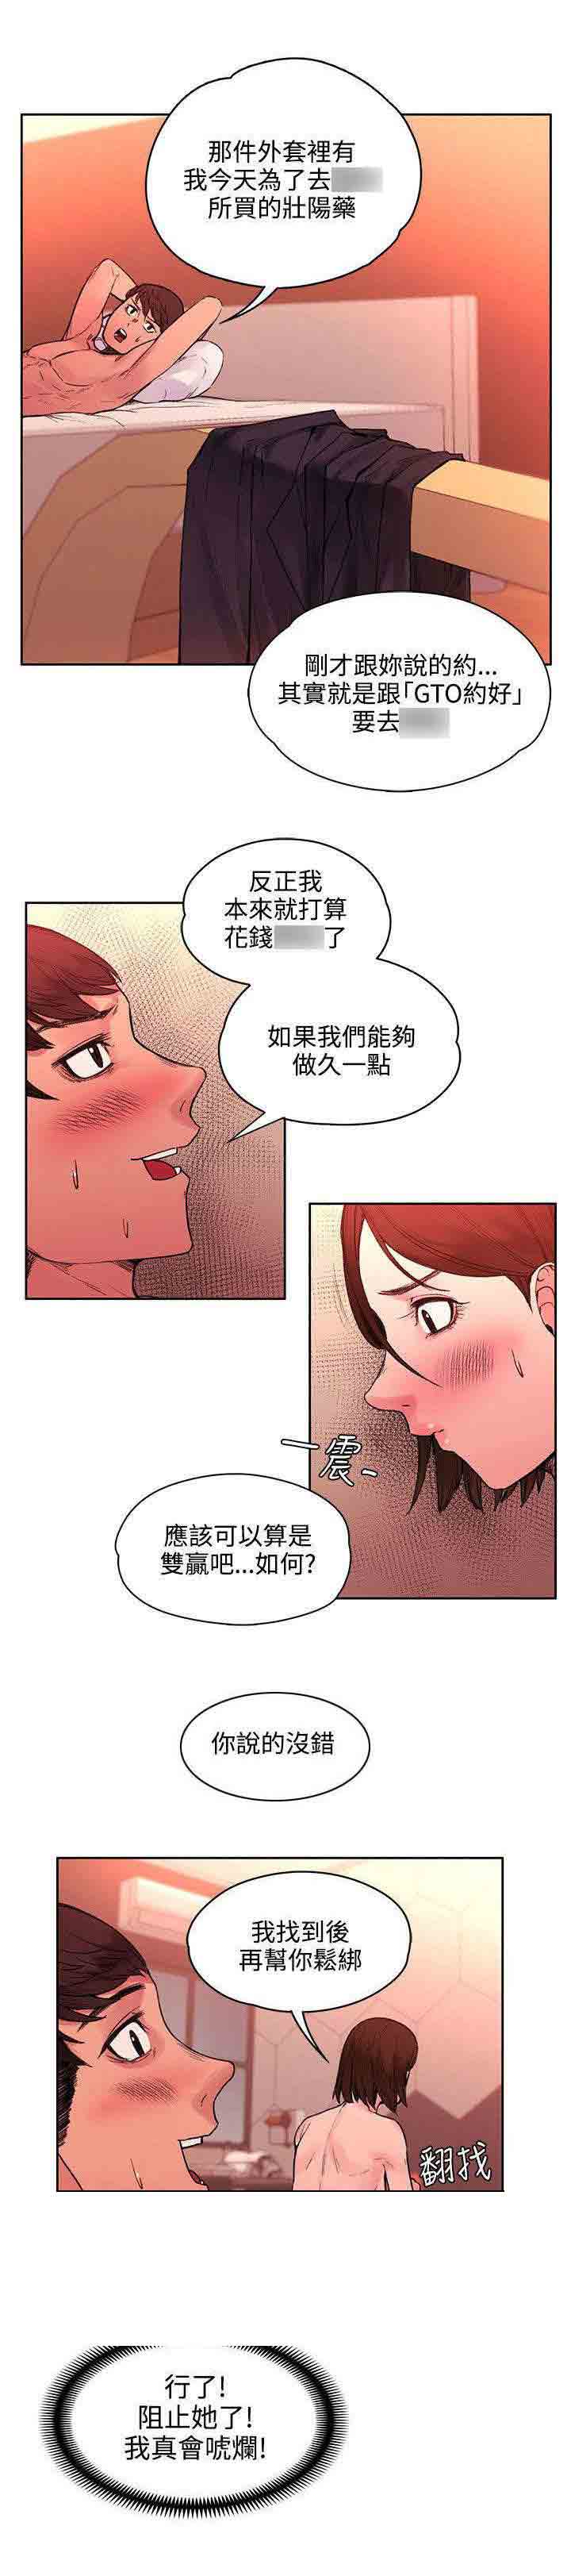 那件外套裡有
我今天為了去
所買的壯陽藥
剛才跟妳說的約...
其實就是跟「GTO約好」
要去
反正我
本來就打算
花錢 了
如果我們能夠
做久一點
震
應該可以算是
雙贏吧...如何?
你說的沒錯
我找到後
再幫你鬆綁
翻找
行了!
阻止她了!
我真會唬爛!